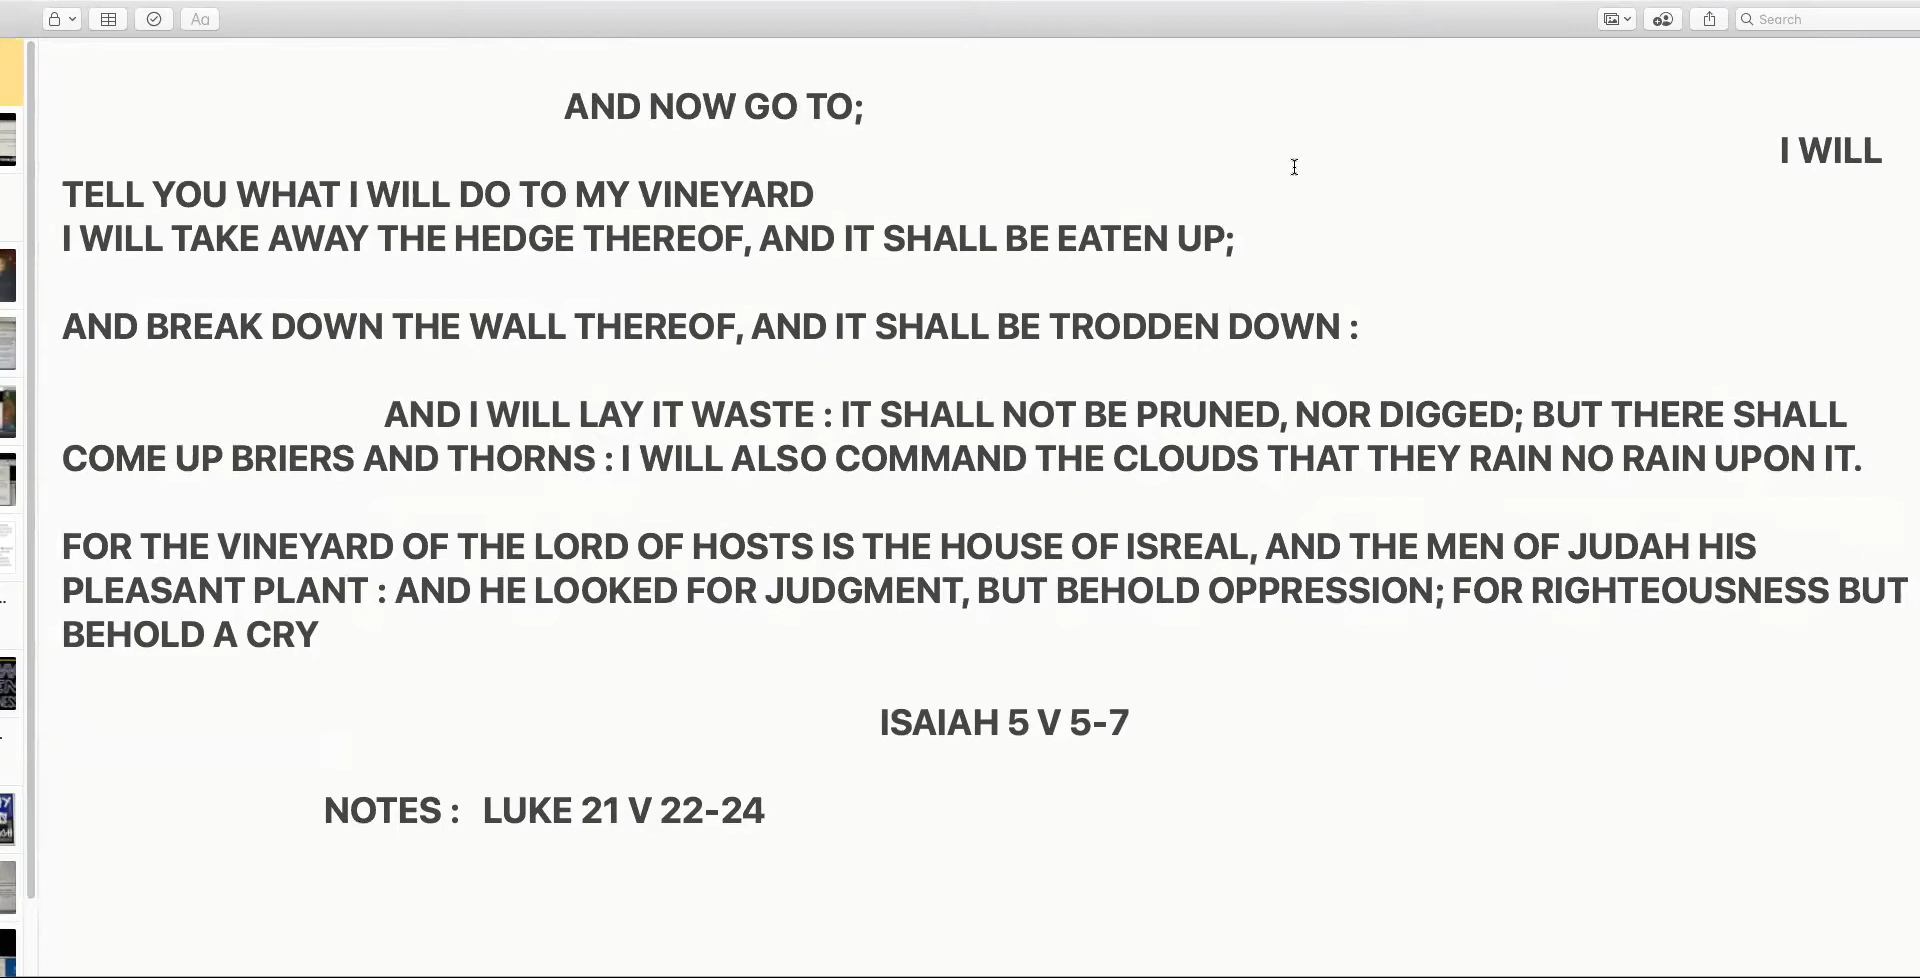 Aa
Search
AND NOW GO TO;
I WILL
TELL YOU WHAT I WILL DO TO MY VINEYARD
I WILL TAKE AWAY THE HEDGE THEREOF, AND IT SHALL BE EATEN UP;
AND BREAK DOWN THE WALL THEREOF, AND IT SHALL BE TRODDEN DOWN :
AND I WILL LAY IT WASTE : IT SHALL NOT BE PRUNED, NOR DIGGED; BUT THERE SHALL
COME UP BRIERS AND THORNS : I WILL ALSO COMMAND THE CLOUDS THAT THEY RAIN NO RAIN UPON IT.
FOR THE VINEYARD OF THE LORD OF HOSTS IS THE HOUSE OF ISREAL, AND THE MEN OF JUDAH HIS
PLEASANT PLANT : AND HE LOOKED FOR JUDGMENT, BUT BEHOLD OPPRESSION; FOR RIGHTEOUSNESS BUT
BEHOLD A CRY
ISAIAH 5 V 5-7
NOTES : LUKE 21 V 22-24